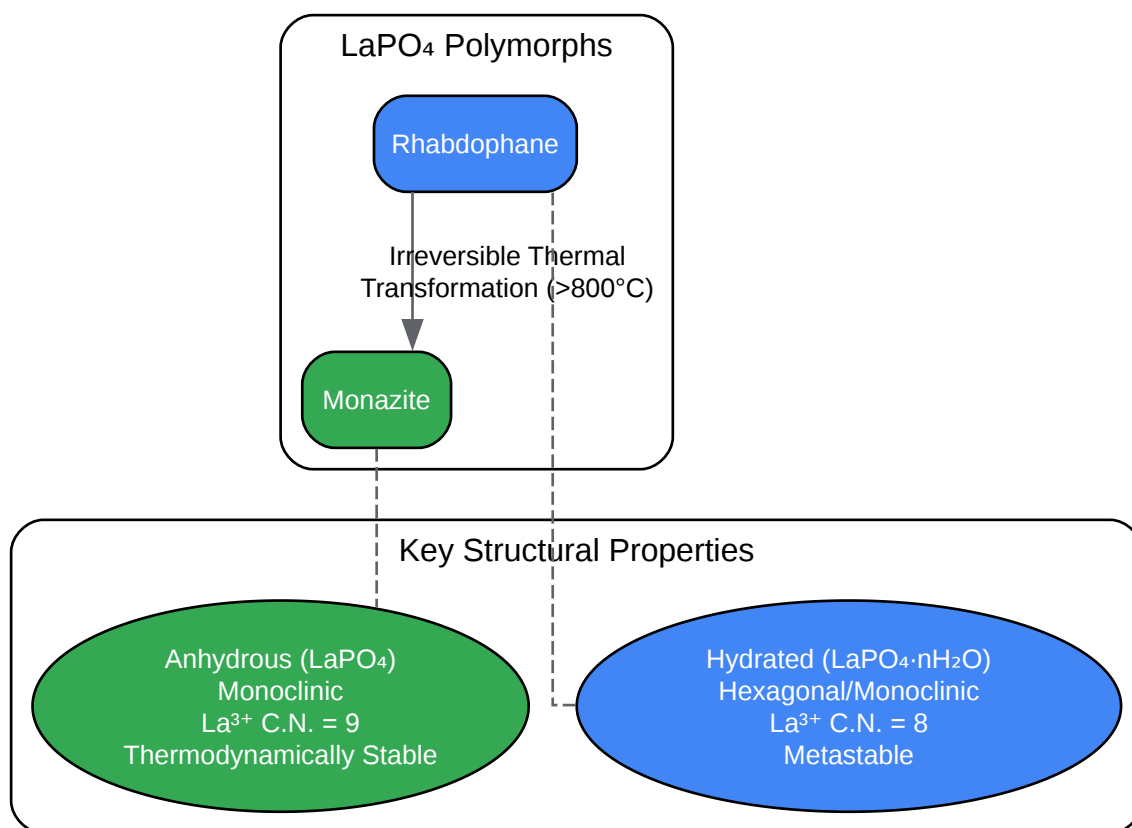 LaPO₄ Polymorphs
Rhabdophane
Irreversible Thermal
Transformation (>800°C)
Monazite
Key Structural Properties
Anhydrous (LaPO₄)
Monoclinic
La³⁺ C.N. = 9
Thermodynamically Stable
Hydrated (LaPO₄·nH₂O)
Hexagonal/Monoclinic
La³⁺ C.N. = 8
Metastable